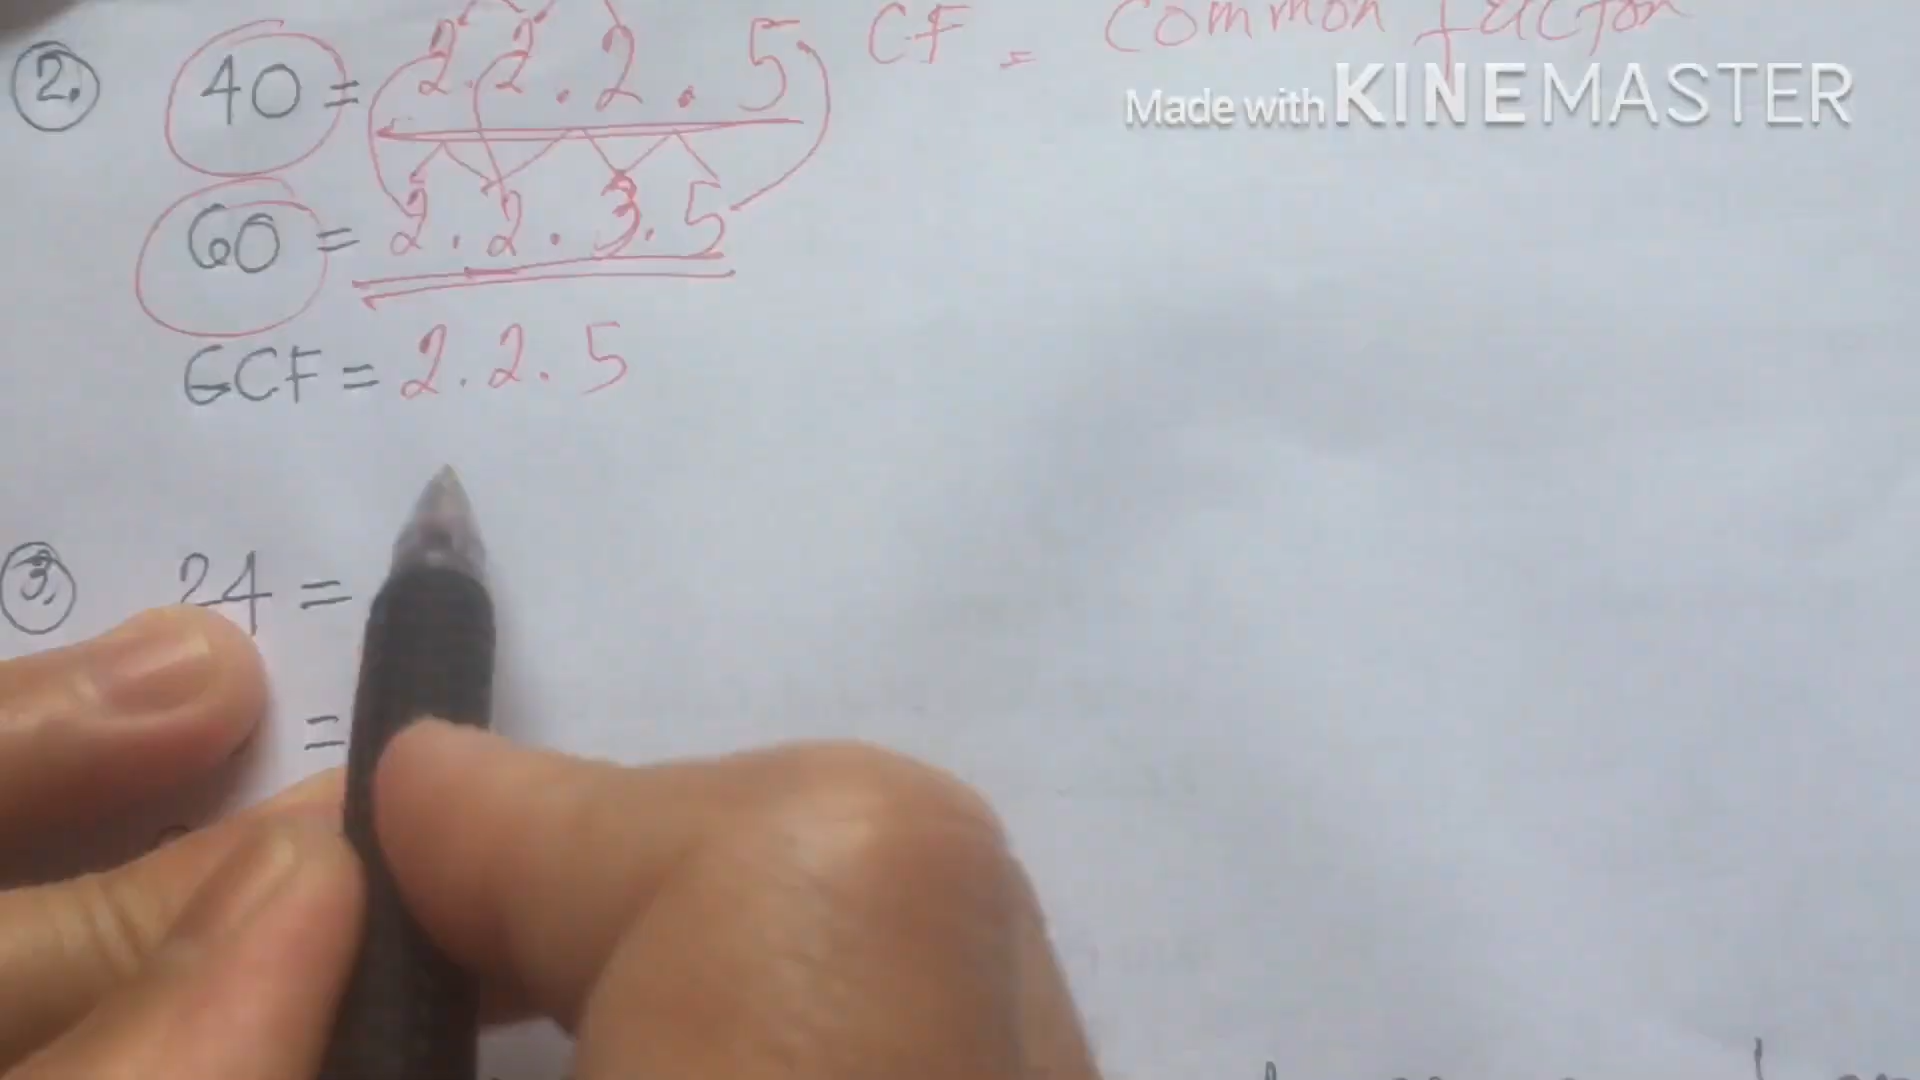 CF = Common factor
Made with KINEMASTER
2. 40 = 2.2.2.5
60 = 2.2.3.5
GCF = 2.2.5
3. 24 =
=